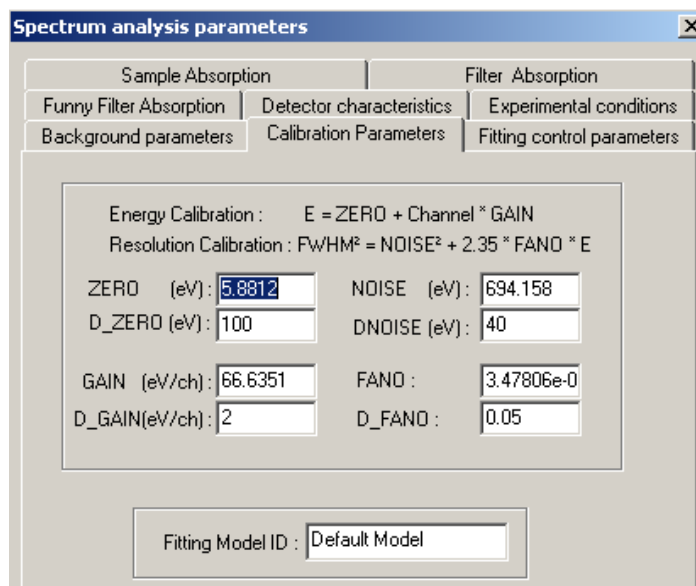 Spectrum analysis parameters
Sample Absorption Filter Absorption
Funny Filter Absorption Detector characteristics Experimental conditions
Background parameters Calibration Parameters Fitting control parameters
Energy Calibration : E = ZERO + Channel * GAIN
Resolution Calibration : FWHM² = NOISE² + 2.35 * FANO * E
ZERO (eV) : 5.8812 NOISE (eV) : 694.158
D_ZERO (eV) : 100 DNOISE (eV) : 40
GAIN (eV/ch) : 66.6351 FANO : 3.47806e-0
D_GAIN(eV/ch) : 2 D_FANO : 0.05
Fitting Model ID : Default Model